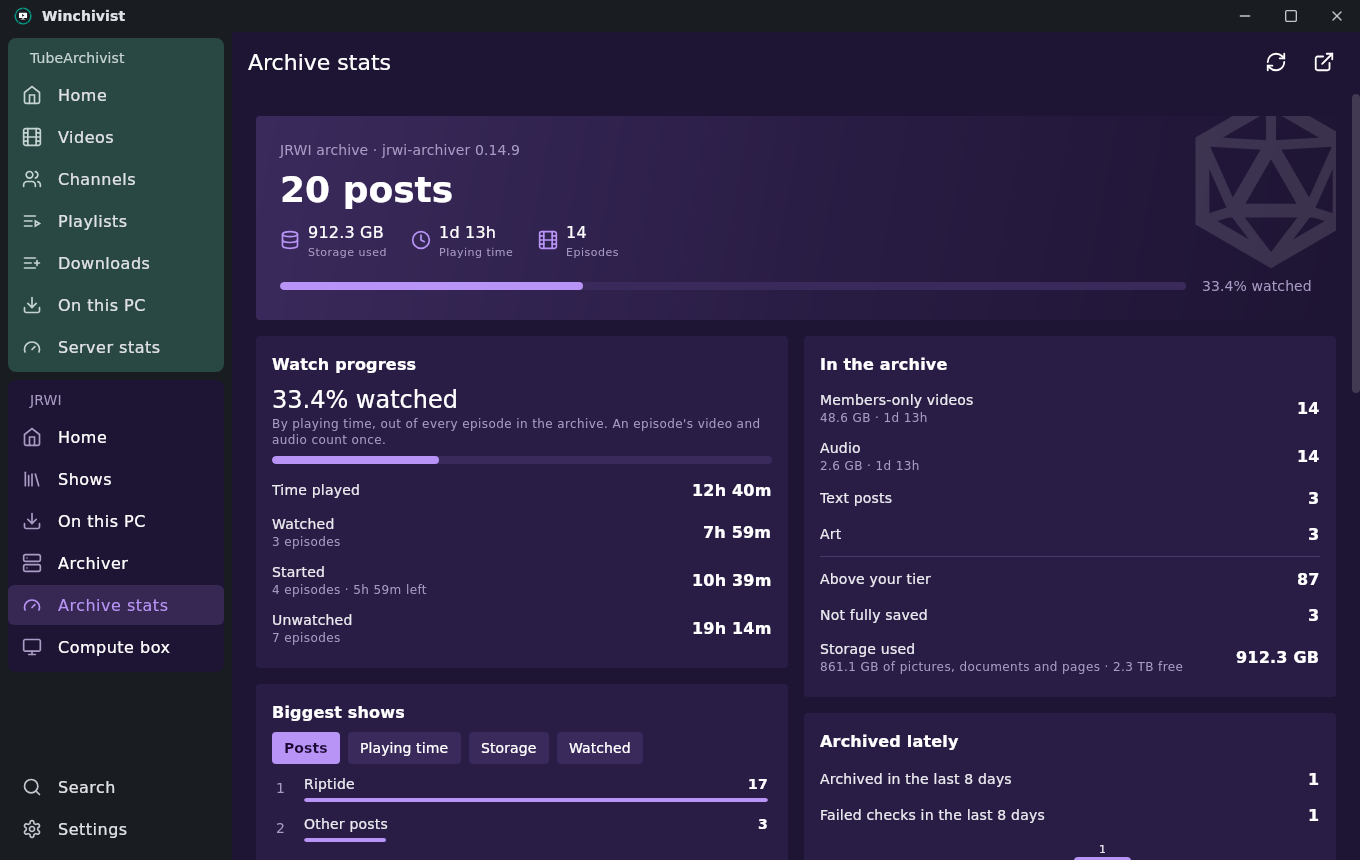 Winchivist
TubeArchivist
Home
Videos
Channels
Playlists
Downloads
On this PC
Server stats
JRWI
Home
Shows
On this PC
Archiver
Archive stats
Compute box
Search
Settings
Archive stats
JRWI archive · jrwi-archiver 0.14.9
20 posts
912.3 GB
Storage used
1d 13h
Playing time
14
Episodes
33.4% watched
Watch progress
33.4% watched
By playing time, out of every episode in the archive. An episode's video and
audio count once.
Time played 12h 40m
Watched 7h 59m
3 episodes
Started 10h 39m
4 episodes · 5h 59m left
Unwatched 19h 14m
7 episodes
Biggest shows
Posts Playing time Storage Watched
1 Riptide 17
2 Other posts 3
In the archive
Members-only videos 14
48.6 GB · 1d 13h
Audio 14
2.6 GB · 1d 13h
Text posts 3
Art 3
Above your tier 87
Not fully saved 3
Storage used 912.3 GB
861.1 GB of pictures, documents and pages · 2.3 TB free
Archived lately
Archived in the last 8 days 1
Failed checks in the last 8 days 1
1